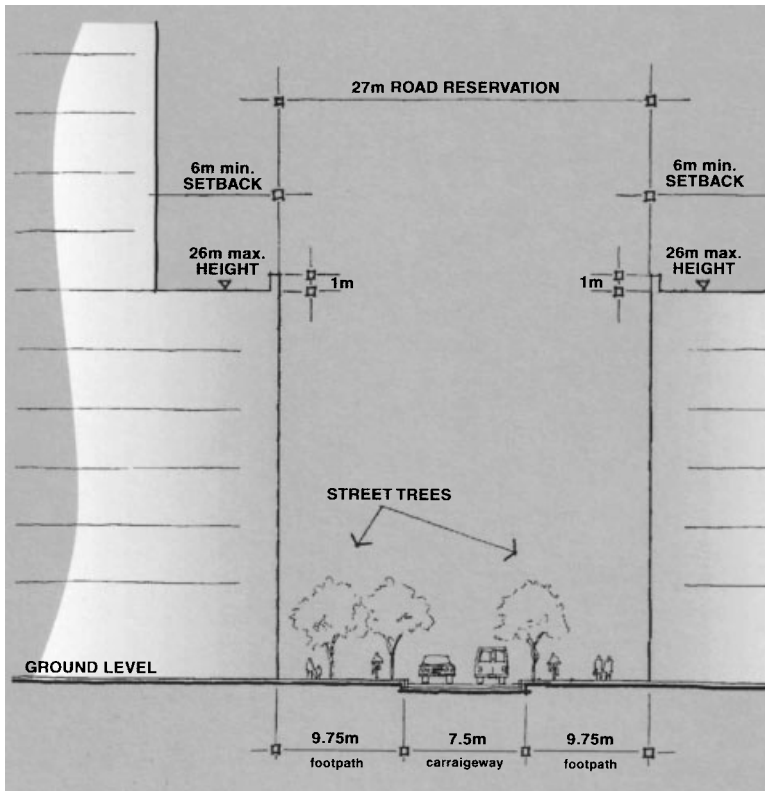 27m ROAD RESERVATION
6m min.
SETBACK
6m min.
SETBACK
26m max.
HEIGHT
1m
1m
26m max.
HEIGHT
STREET TREES
GROUND LEVEL
9.75m
7.5m
9.75m
footpath
carraigeway
footpath